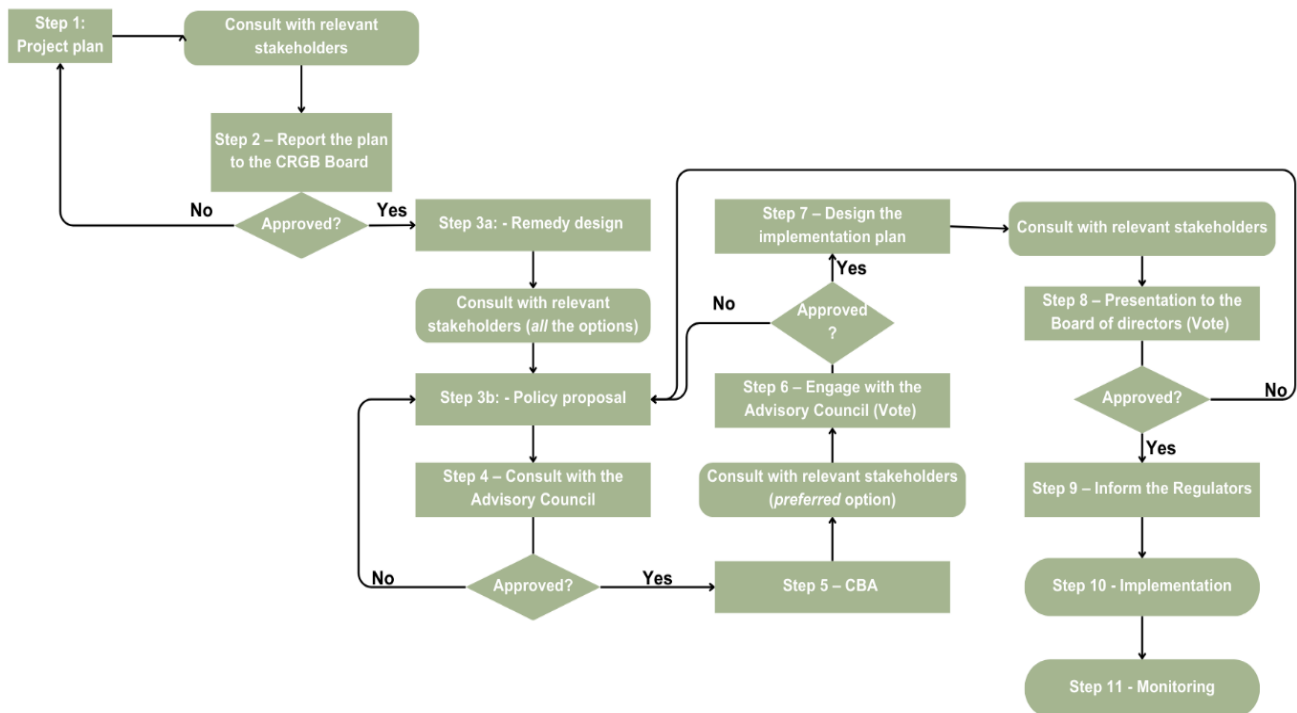 Step 1:
Project plan
Consult with relevant
stakeholders
Step 2 – Report the plan
to the CRGB Board
No
Approved?
Yes
Step 3a: - Remedy design
Consult with relevant
stakeholders (all the options)
Step 3b: - Policy proposal
Step 4 – Consult with the
Advisory Council
No
Approved?
Yes
Step 5 – CBA
Consult with relevant stakeholders
(preferred option)
Step 6 – Engage with the
Advisory Council (Vote)
No
Approved
?
Yes
Step 7 – Design the
implementation plan
Consult with relevant stakeholders
Step 8 – Presentation to the
Board of directors (Vote)
Approved?
No
Yes
Step 9 – Inform the Regulators
Step 10 - Implementation
Step 11 - Monitoring